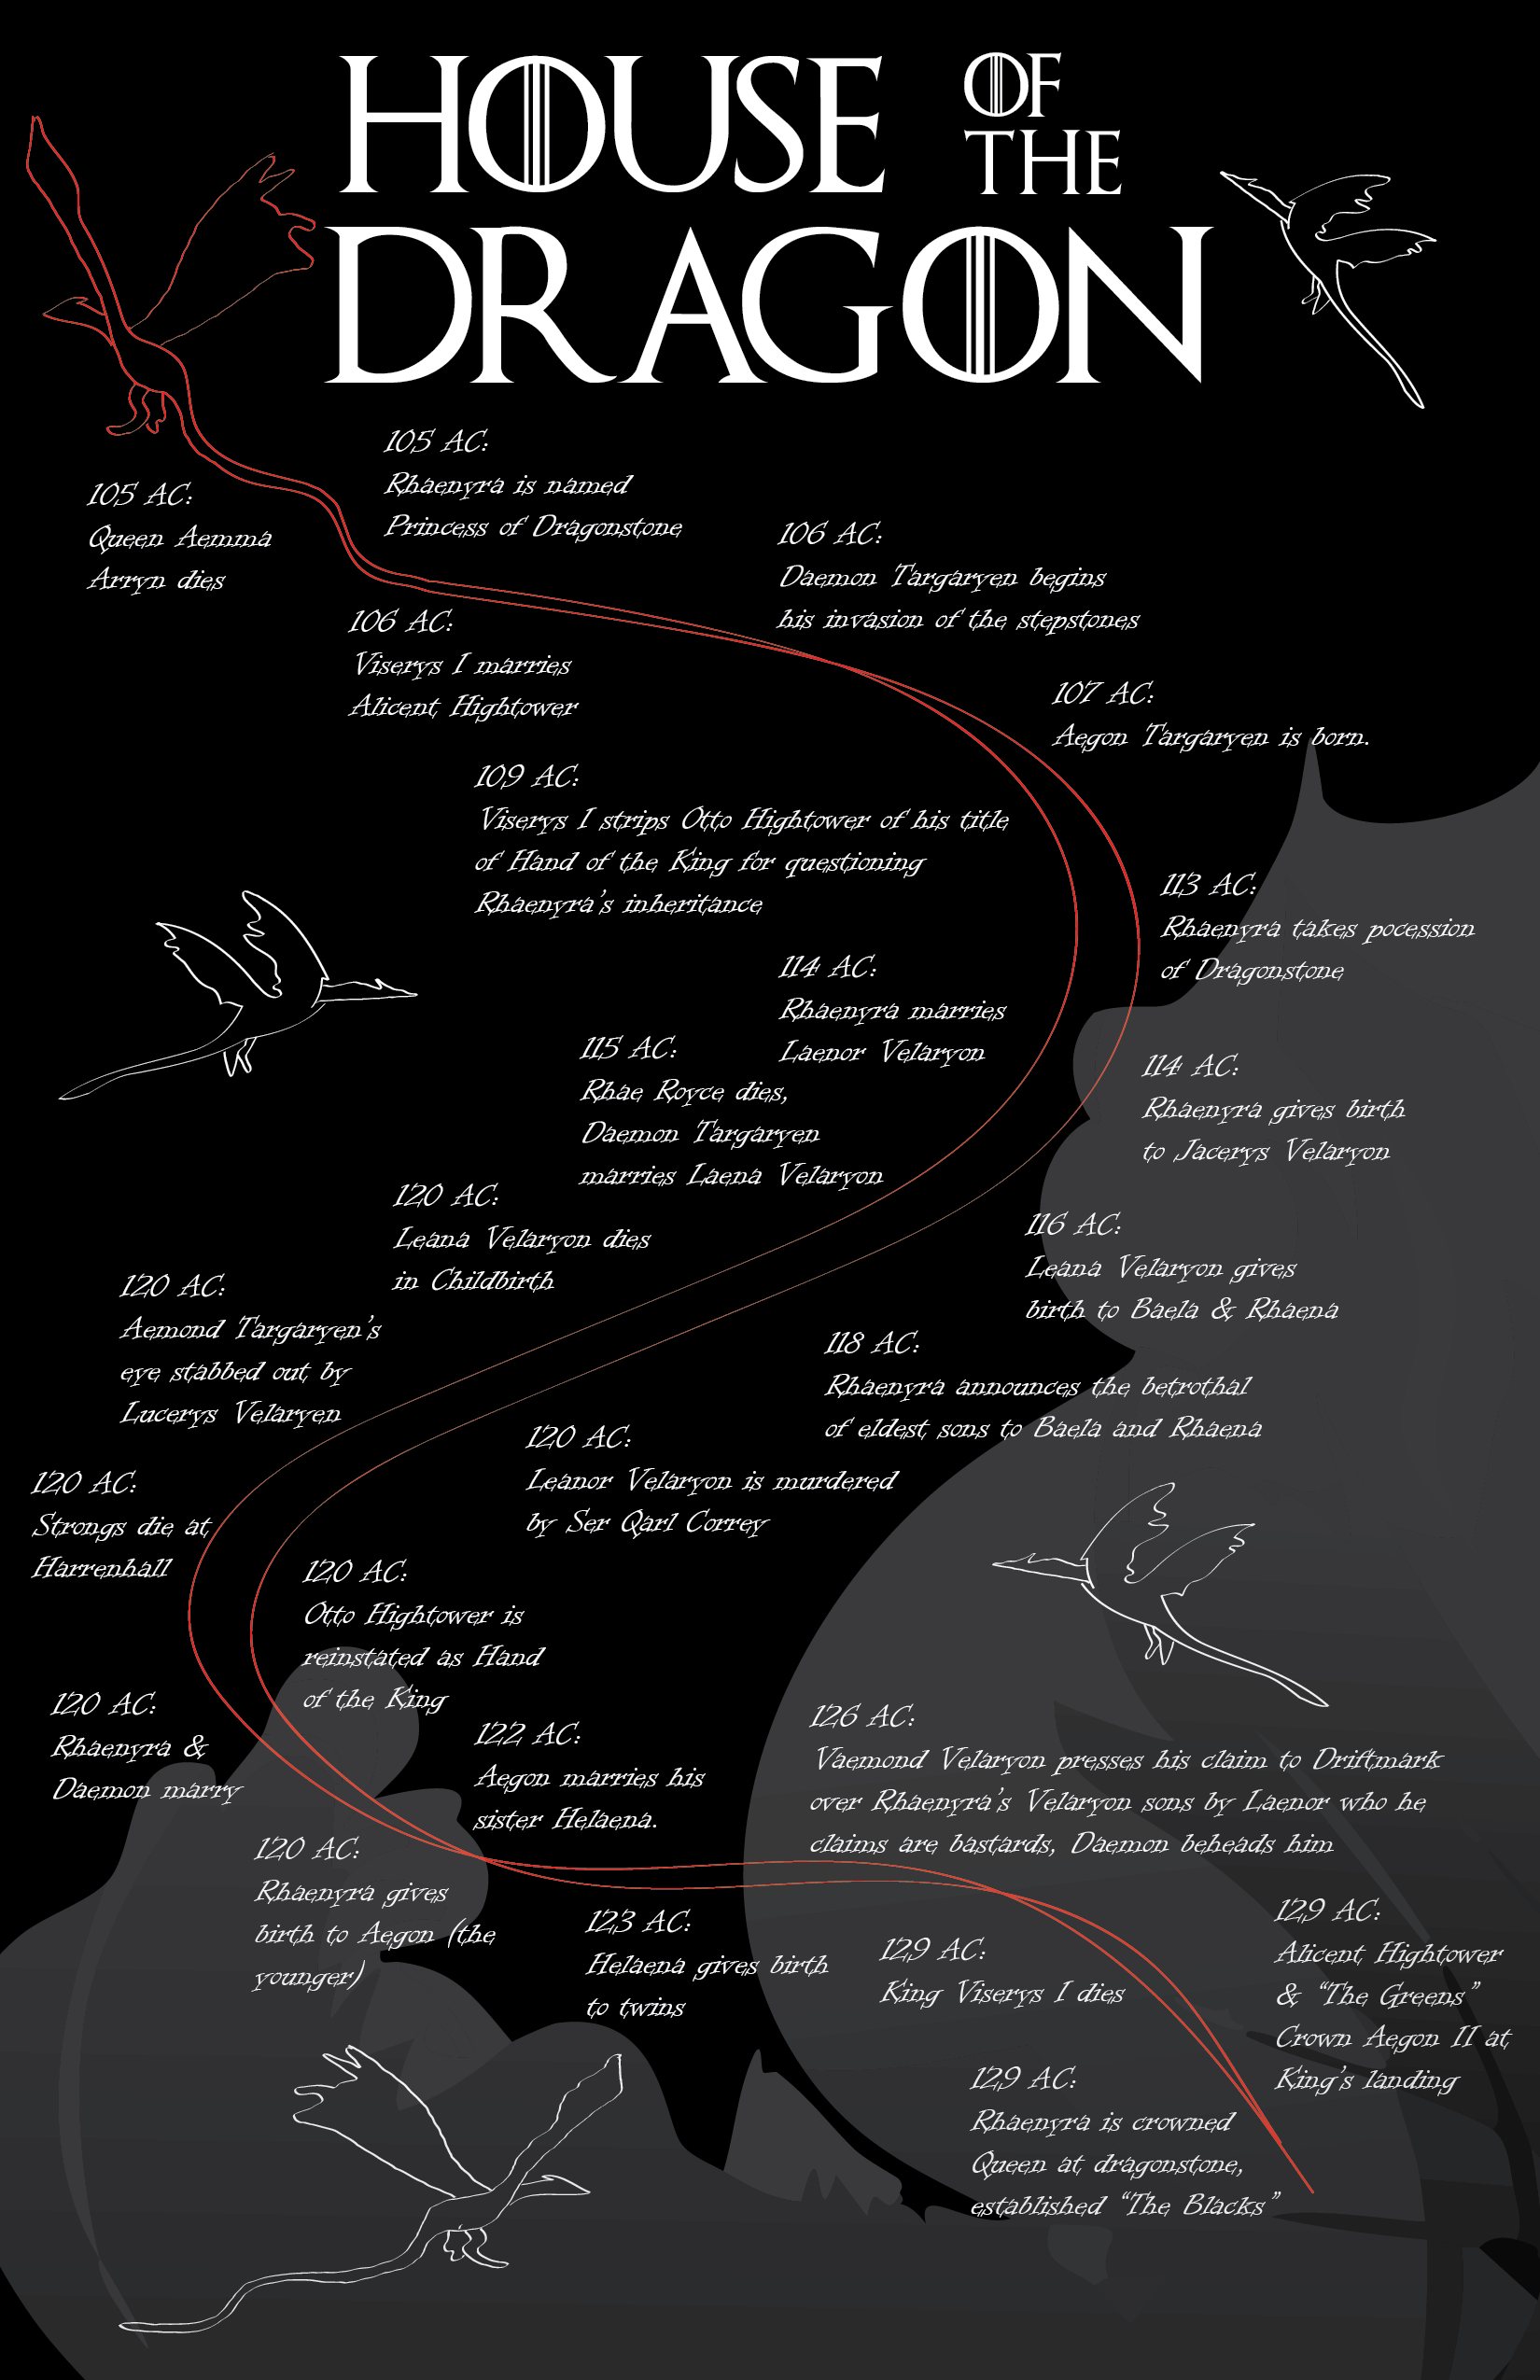 HOUSE OF THE
DRAGON
105 AC:
Rhaenyra is named
Princess of Dragonstone
105 AC:
Queen Aemma
Arryn dies
106 AC:
Daemon Targaryen begins
his invasion of the stepstones
106 AC:
Viserys I marries
Alicent Hightower
107 AC:
Aegon Targaryen is born.
109 AC:
Viserys I strips Otto Hightower of his title
of Hand of the King for questioning
Rhaenyra's inheritance
113 AC:
Rhaenyra takes pocession
of Dragonstone
114 AC:
Rhaenyra marries
Laenor Velaryon
114 AC:
Rhaenyra gives birth
to Jacerys Velaryon
115 AC:
Rhae Royce dies,
Daemon Targaryen
marries Laena Velaryon
116 AC:
Leana Velaryon gives
birth to Baela & Rhaena
120 AC:
Leana Velaryon dies
in Childbirth
118 AC:
Rhaenyra announces the betrothal
of eldest sons to Baela and Rhaena
120 AC:
Aemond Targaryen's
eye stabbed out by
Lucerys Velaryen
120 AC:
Leanor Velaryon is murdered
by Ser Qarl Correy
120 AC:
Strongs die at
Harrenhall
120 AC:
Otto Hightower is
reinstated as Hand
of the King
120 AC:
Rhaenyra &
Daemon marry
122 AC:
Aegon marries his
sister Helaena.
126 AC:
Vaemond Velaryon presses his claim to Driftmark
over Rhaenyra's Velaryon sons by Laenor who he
claims are bastards, Daemon beheads him
120 AC:
Rhaenyra gives
birth to Aegon (the
younger)
123 AC:
Helaena gives birth
to twins
129 AC:
King Viserys I dies
129 AC:
Alicent Hightower
& "The Greens"
Crown Aegon II at
King's landing
129 AC:
Rhaenyra is crowned
Queen at dragonstone,
established "The Blacks"